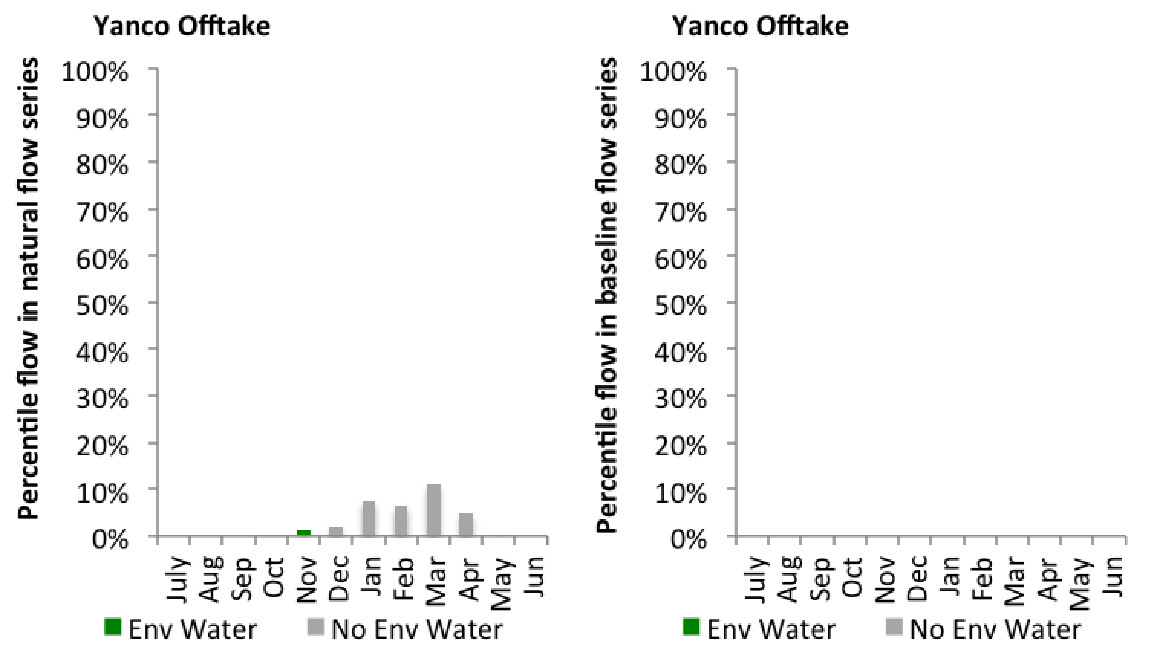 Yanco Offtake
Percentile flow in natural flow series
100%
90%
80%
70%
60%
50%
40%
30%
20%
10%
0%
July
Aug
Sep
Oct
Nov
Dec
Jan
Feb
Mar
Apr
May
Jun
Env Water
No Env Water
Yanco Offtake
Percentile flow in baseline flow series
100%
90%
80%
70%
60%
50%
40%
30%
20%
10%
0%
July
Aug
Sep
Oct
Nov
Dec
Jan
Feb
Mar
Apr
May
Jun
Env Water
No Env Water